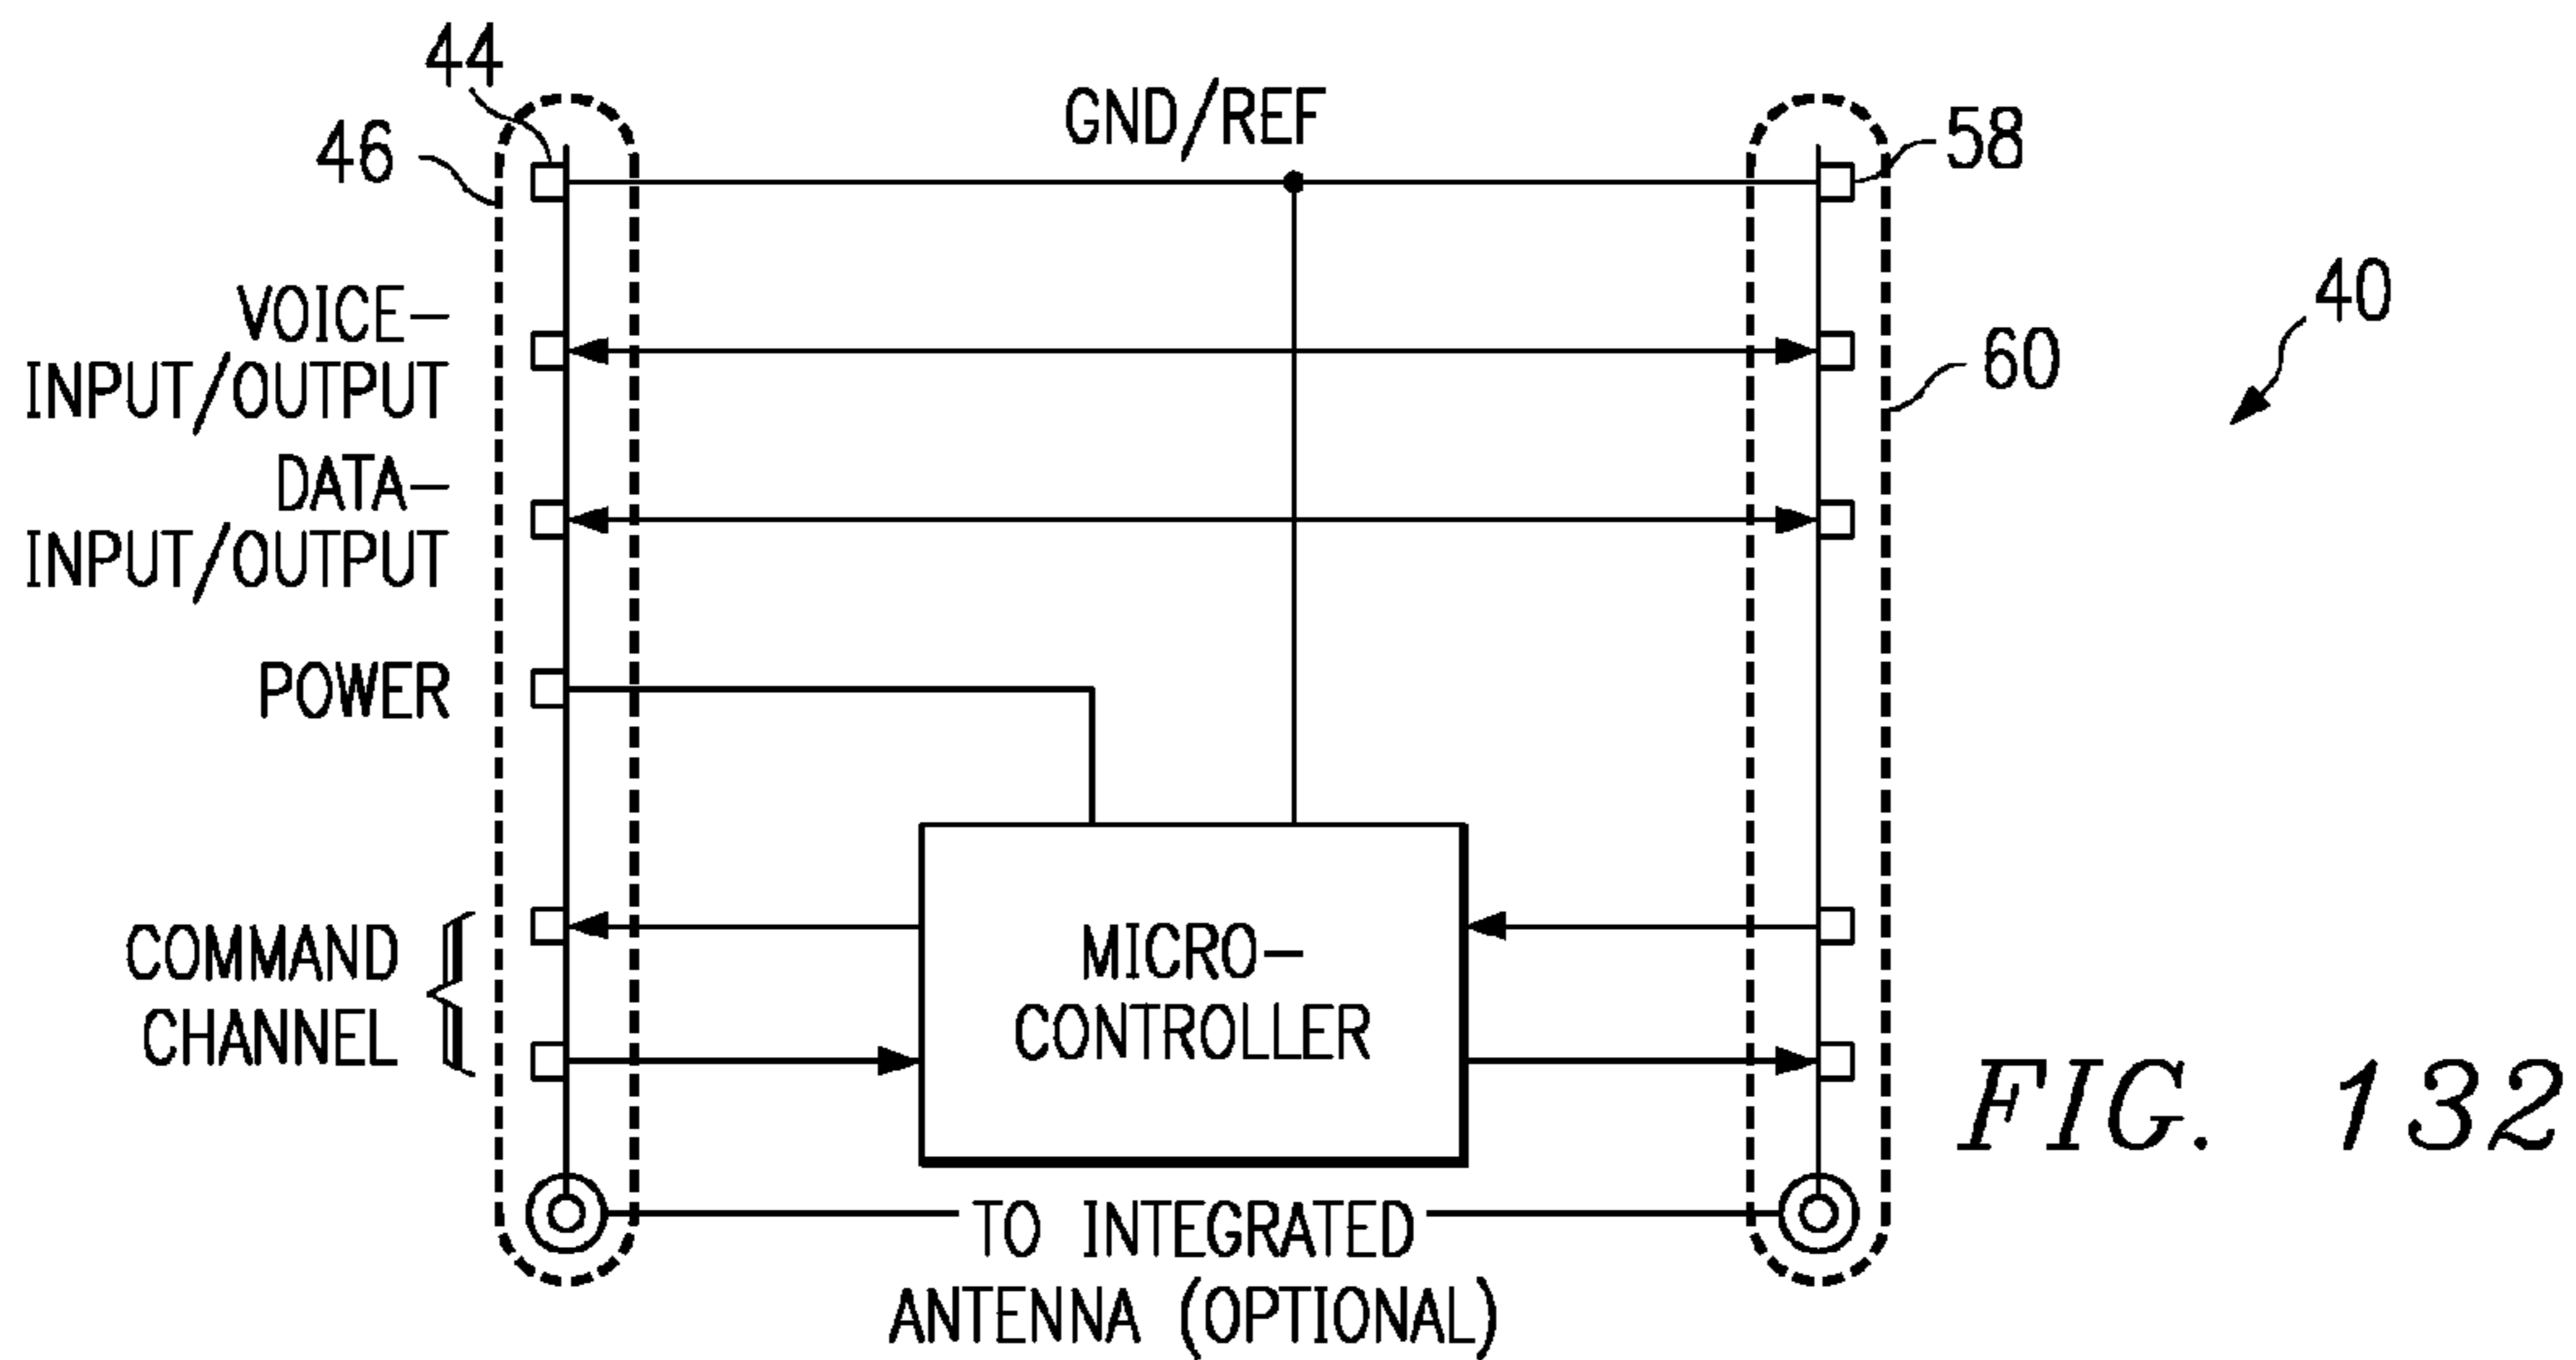 44
46
GND/REF
58
40
VOICE-
INPUT/OUTPUT
60
DATA-
INPUT/OUTPUT
POWER
COMMAND
CHANNEL
MICRO-
CONTROLLER
FIG. 132
TO INTEGRATED
ANTENNA (OPTIONAL)